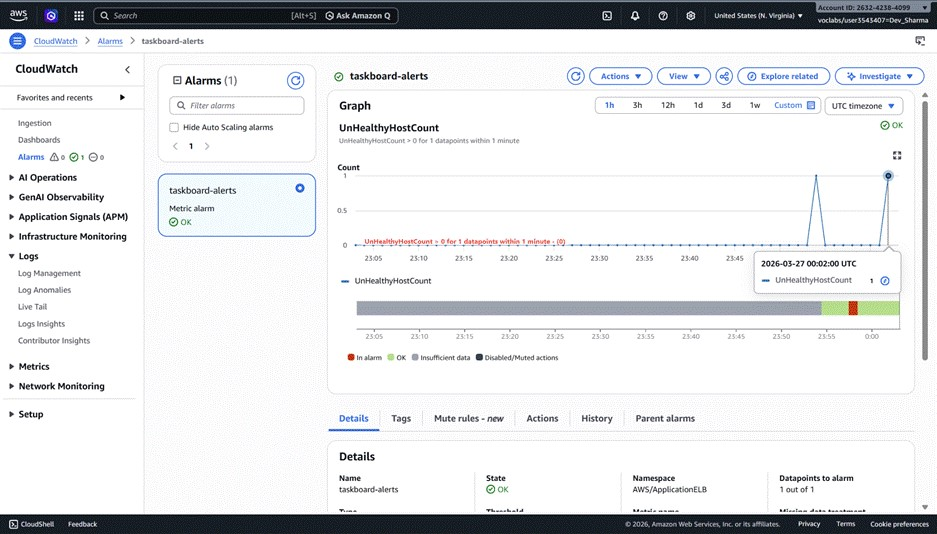 aws Search [Alt+S] Ask Amazon Q United States (N. Virginia) Account ID: 2632-4238-4099
voclabs/user3543407=Dev_Sharma
CloudWatch > Alarms > taskboard-alerts
CloudWatch
Favorites and recents
Ingestion
Dashboards
Alarms 0 1 0
AI Operations
GenAI Observability
Application Signals (APM)
Infrastructure Monitoring
Logs
Log Management
Log Anomalies
Live Tail
Logs Insights
Contributor Insights
Metrics
Network Monitoring
Setup
Alarms (1)
Filter alarms
Hide Auto Scaling alarms
1
taskboard-alerts
Metric alarm
OK
taskboard-alerts Actions View Explore related Investigate
Graph 1h 3h 12h 1d 3d 1w Custom UTC timezone
UnHealthyHostCount OK
UnHealthyHostCount > 0 for 1 datapoints within 1 minute
Count
1
0.5
0
UnHealthyHostCount > 0 for 1 datapoints within 1 minute - (0)
23:05 23:10 23:15 23:20 23:25 23:30 23:35 23:40 23:45
2026-03-27 00:02:00 UTC
UnHealthyHostCount 1
UnHealthyHostCount
23:05 23:10 23:15 23:20 23:25 23:30 23:35 23:40 23:45 23:50 23:55 0:00
In alarm OK Insufficient data Disabled/Muted actions
Details Tags Mute rules - new Actions History Parent alarms
Details
Name State Namespace Datapoints to alarm
taskboard-alerts OK AWS/ApplicationELB 1 out of 1
CloudShell Feedback © 2026, Amazon Web Services, Inc. or its affiliates. Privacy Terms Cookie preferences